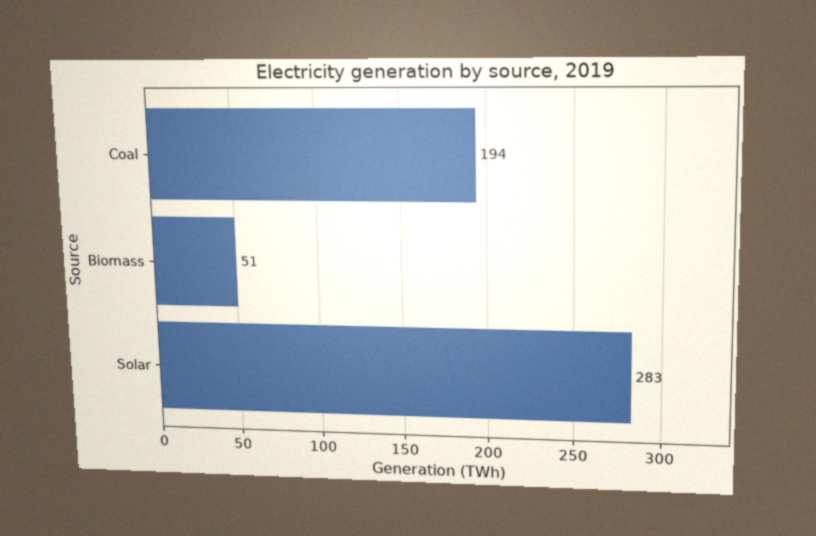 Electricity generation by source, 2019
Coal
194
Source
Biomass
51
Solar
283
0 50 100 150 200 250 300
Generation (TWh)